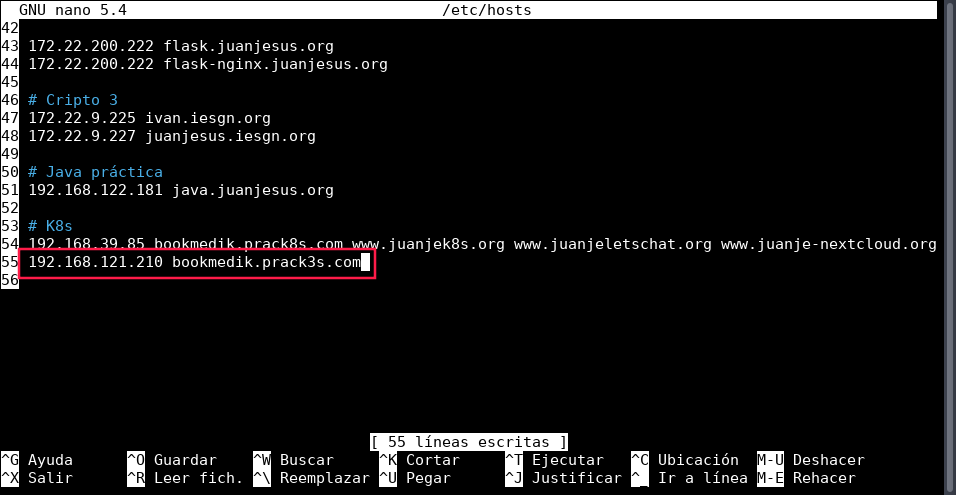 GNU nano 5.4 /etc/hosts
42
43 172.22.200.222 flask.juanjesus.org
44 172.22.200.222 flask-nginx.juanjesus.org
45
46 # Cripto 3
47 172.22.9.225 ivan.iesgn.org
48 172.22.9.227 juanjesus.iesgn.org
49
50 # Java práctica
51 192.168.122.181 java.juanjesus.org
52
53 # K8s
54 192.168.39.85 bookmedik.prack8s.com www.juanjek8s.org www.juanjeletschat.org www.juanje-nextcloud.org
55 192.168.121.210 bookmedik.prack3s.com
56
[ 55 líneas escritas ]
^G Ayuda ^O Guardar ^W Buscar ^K Cortar ^T Ejecutar ^C Ubicación M-U Deshacer
^X Salir ^R Leer fich. ^\ Reemplazar ^U Pegar ^J Justificar ^_ Ir a línea M-E Rehacer